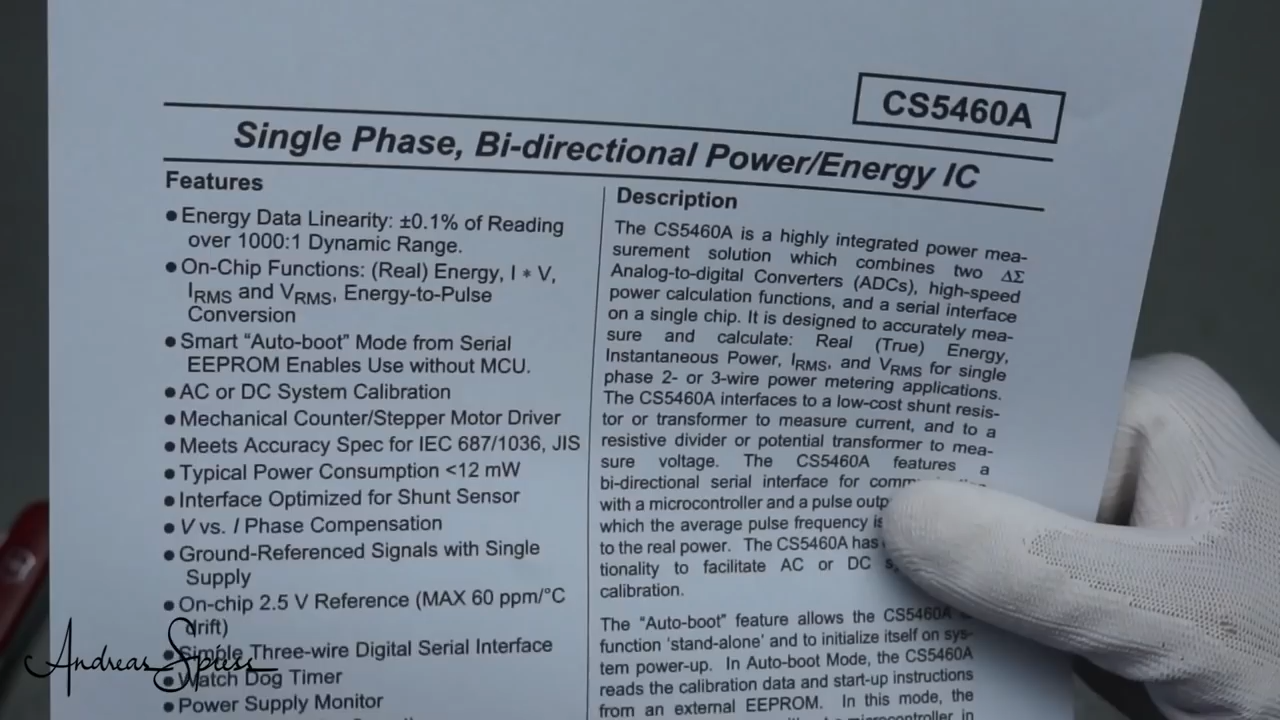 CS5460A
Single Phase, Bi-directional Power/Energy IC
Features
● Energy Data Linearity: ±0.1% of Reading
over 1000:1 Dynamic Range.
● On-Chip Functions: (Real) Energy, I ∗ V,
IRMS and VRMS, Energy-to-Pulse
Conversion
● Smart “Auto-boot” Mode from Serial
EEPROM Enables Use without MCU.
● AC or DC System Calibration
● Mechanical Counter/Stepper Motor Driver
● Meets Accuracy Spec for IEC 687/1036, JIS
● Typical Power Consumption <12 mW
● Interface Optimized for Shunt Sensor
● V vs. I Phase Compensation
● Ground-Referenced Signals with Single
Supply
● On-chip 2.5 V Reference (MAX 60 ppm/°C
drift)
● Simple Three-wire Digital Serial Interface
● Watch Dog Timer
● Power Supply Monitor
Description
The CS5460A is a highly integrated power mea-
surement solution which combines two ΔΣ
Analog-to-digital Converters (ADCs), high-speed
power calculation functions, and a serial interface
on a single chip. It is designed to accurately mea-
sure and calculate: Real (True) Energy,
Instantaneous Power, IRMS, and VRMS for single
phase 2- or 3-wire power metering applications.
The CS5460A interfaces to a low-cost shunt resis-
tor or transformer to measure current, and to a
resistive divider or potential transformer to mea-
sure voltage. The CS5460A features a
bi-directional serial interface for
with a microcontroller and a pulse
which the average pulse frequency is
to the real power. The CS5460A has
tionality to facilitate AC or DC
calibration.
The “Auto-boot” feature allows the CS5460A
function ‘stand-alone’ and to initialize itself on sys-
tem power-up. In Auto-boot Mode, the CS5460A
reads the calibration data and start-up instructions
from an external EEPROM. In this mode, the
Andreas Spiess